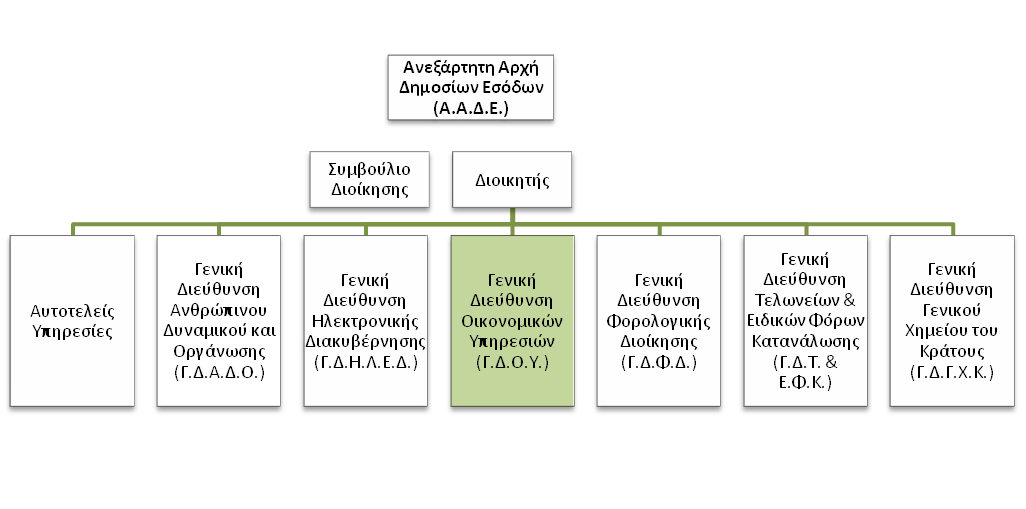 Ανεξάρτητη Αρχή
Δημοσίων Εσόδων
(Α.Α.Δ.Ε.)
Συμβούλιο
Διοίκησης
Διοικητής
Αυτοτελείς
Υπηρεσίες
Γενική
Διεύθυνση
Ανθρώπινου
Δυναμικού και
Οργάνωσης
(Γ.Δ.Α.Δ.Ο.)
Γενική
Διεύθυνση
Ηλεκτρονικής
Διακυβέρνησης
(Γ.Δ.Η.Λ.Ε.Δ.)
Γενική
Διεύθυνση
Οικονομικών
Υπηρεσιών
(Γ.Δ.Ο.Υ.)
Γενική
Διεύθυνση
Φορολογικής
Διοίκησης
(Γ.Δ.Φ.Δ.)
Γενική
Διεύθυνση
Τελωνείων &
Ειδικών Φόρων
Κατανάλωσης
(Γ.Δ.Τ. &
Ε.Φ.Κ.)
Γενική
Διεύθυνση
Γενικού
Χημείου του
Κράτους
(Γ.Δ.Γ.Χ.Κ.)